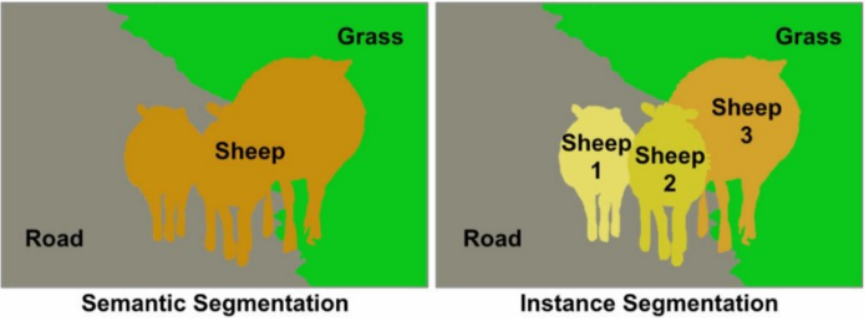 Grass
Sheep
Road
Semantic Segmentation
Grass
Sheep
1
Sheep
2
Sheep
3
Road
Instance Segmentation